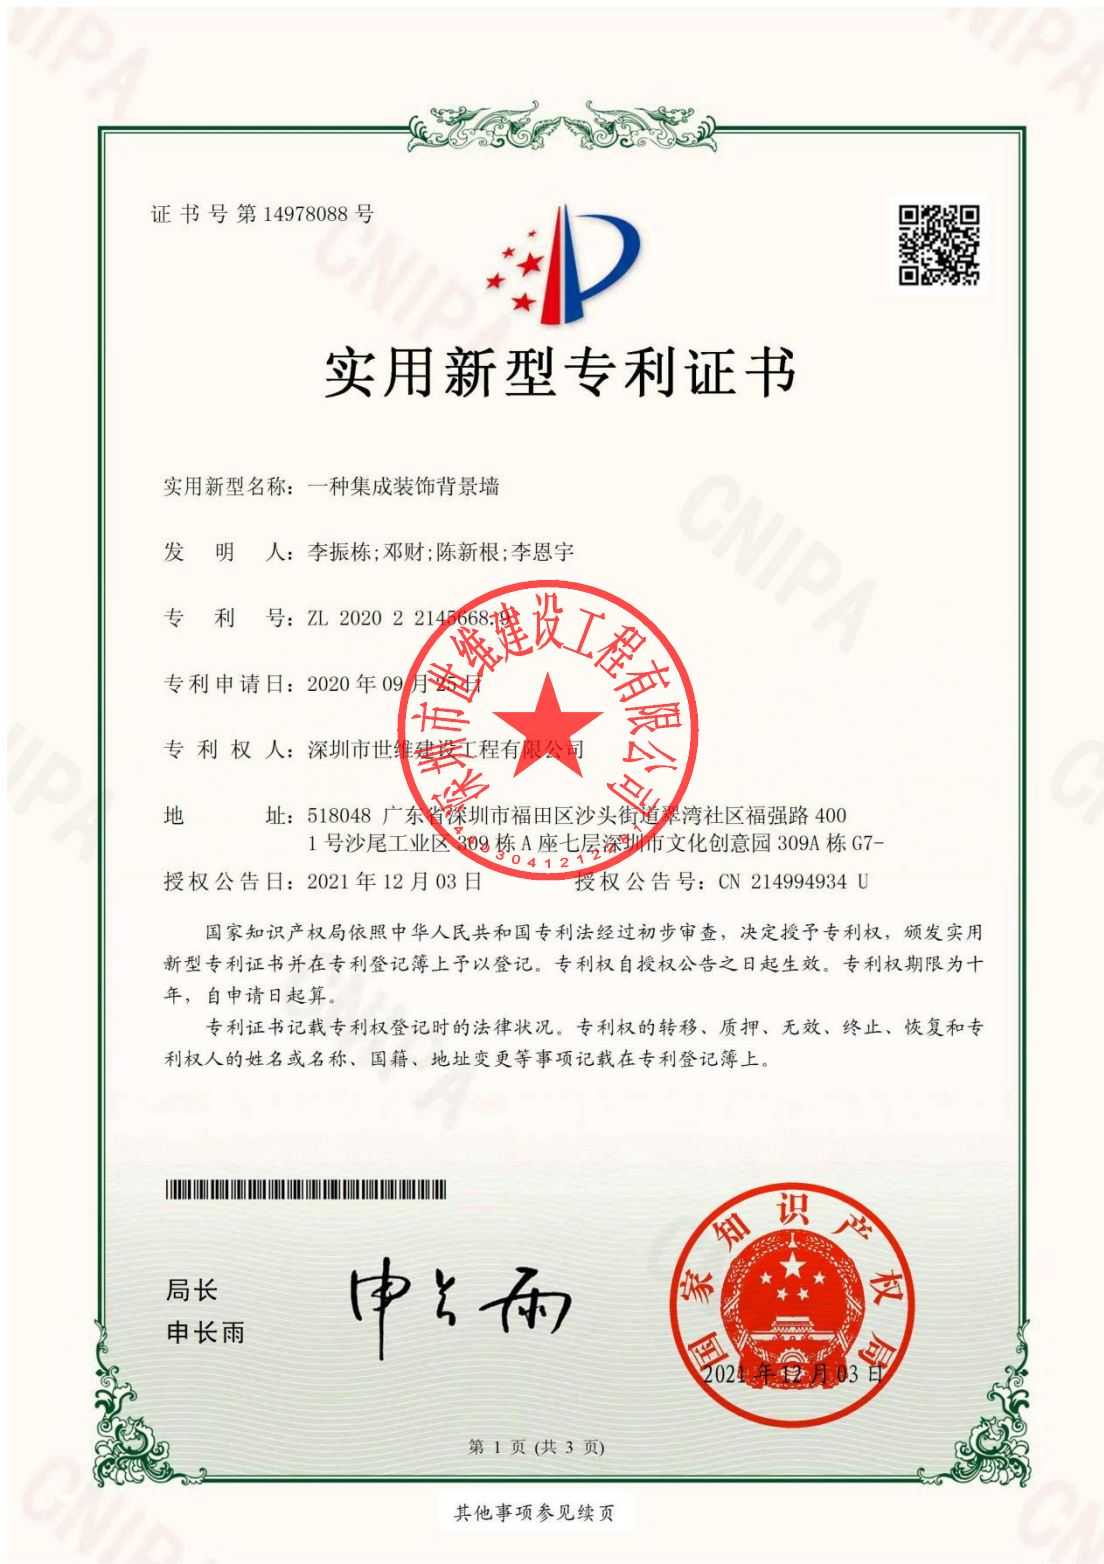 证书号第14978088号
实用新型专利证书
实用新型名称：一种集成装饰背景墙
发明人：李振栋;邓财;陈新根;李恩宇
专利号：ZL 2020 2 2145668.9
专利申请日：2020年09月25日
专利权人：深圳市世维建设工程有限公司
地址：518048 广东省深圳市福田区沙头街道翠湾社区福强路400
1号沙尾工业区309栋A座七层深圳市文化创意园309A栋G7-
授权公告日：2021年12月03日 授权公告号：CN 214994934 U
深圳市世维建设工程有限公司
国家知识产权局依照中华人民共和国专利法经过初步审查，决定授予专利权，颁发实用
新型专利证书并在专利登记簿上予以登记。专利权自授权公告之日起生效。专利权期限为十
年，自申请日起算。
专利证书记载专利权登记时的法律状况。专利权的转移、质押、无效、终止、恢复和专
利权人的姓名或名称、国籍、地址变更等事项记载在专利登记簿上。
局长
申长雨
申长雨
国家知识产权局
2021年12月03日
第 1 页 (共 3 页)
其他事项参见续页
CNIPA
CNIPA
CNIPA
CNIPA
CNIPA